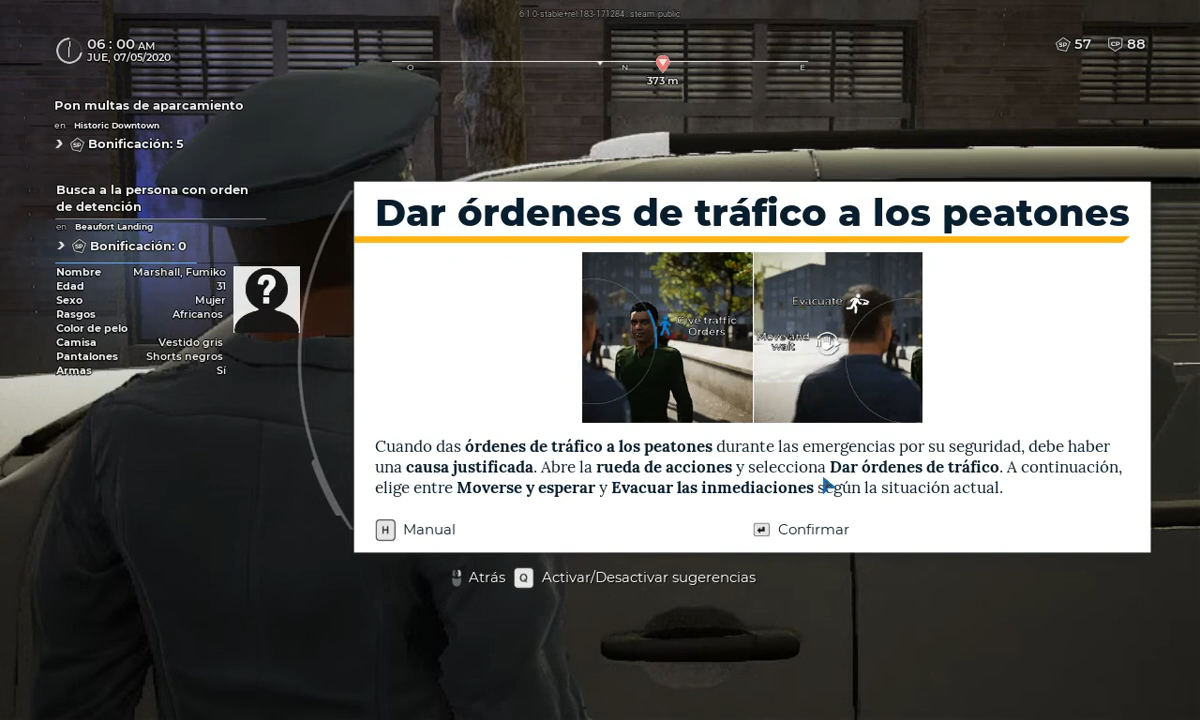 6.1.0-stable+rel.183-171284 : steam: public
06 : 00 AM
JUE, 07/05/2020
O
N
E
373 m
SP 57
CP 88
Pon multas de aparcamiento
en Historic Downtown
SP Bonificación: 5
Busca a la persona con orden
de detención
en Beaufort Landing
SP Bonificación: 0
Nombre Marshall, Fumiko
Edad 31
Sexo Mujer
Rasgos Africanos
Color de pelo
Camisa Vestido gris
Pantalones Shorts negros
Armas Sí
?
Dar órdenes de tráfico a los peatones
Give traffic
Orders
Evacuate
Move and
wait
Cuando das órdenes de tráfico a los peatones durante las emergencias por su seguridad, debe haber
una causa justificada. Abre la rueda de acciones y selecciona Dar órdenes de tráfico. A continuación,
elige entre Moverse y esperar y Evacuar las inmediaciones según la situación actual.
H Manual
Confirmar
Atrás Q Activar/Desactivar sugerencias